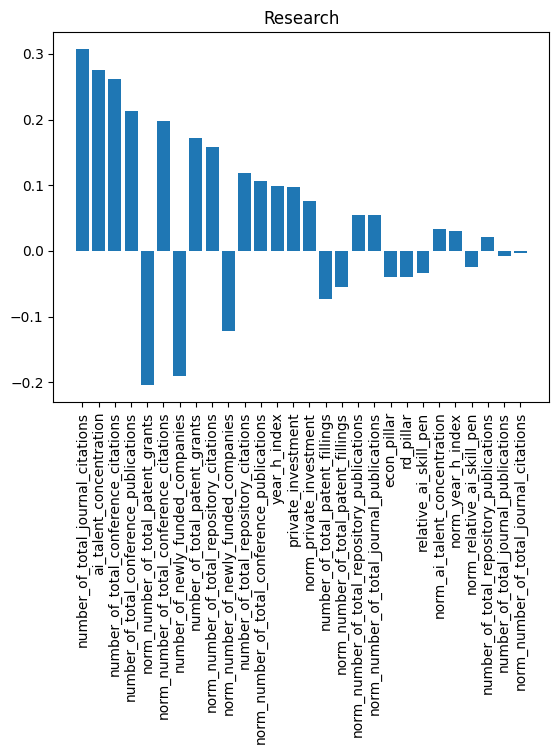 Research
0.3
0.2
0.1
0.0
−0.1
−0.2
number_of_total_journal_citations
ai_talent_concentration
number_of_total_conference_citations
number_of_total_conference_publications
norm_number_of_total_patent_grants
norm_number_of_total_conference_citations
number_of_newly_funded_companies
number_of_total_patent_grants
norm_number_of_total_repository_citations
norm_number_of_newly_funded_companies
number_of_total_repository_citations
norm_number_of_total_conference_publications
year_h_index
private_investment
norm_private_investment
number_of_total_patent_fillings
norm_number_of_total_patent_fillings
norm_number_of_total_repository_publications
norm_number_of_total_journal_publications
econ_pillar
rd_pillar
relative_ai_skill_pen
norm_ai_talent_concentration
norm_year_h_index
norm_relative_ai_skill_pen
number_of_total_repository_publications
number_of_total_journal_publications
norm_number_of_total_journal_citations